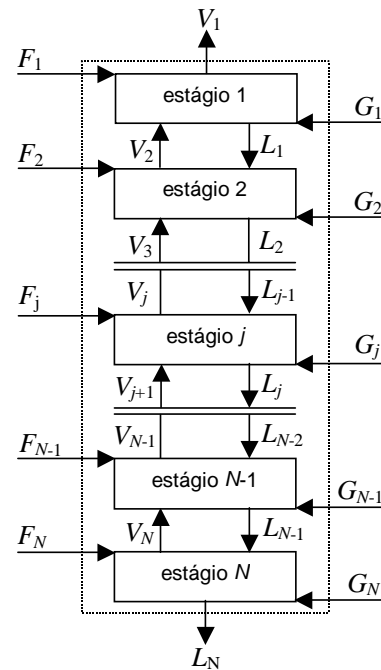 V1
F1
estágio 1
G1
V2
L1
F2
estágio 2
G2
V3
L2
Fj
Vj
Lj-1
estágio j
Gj
Vj+1
Lj
FN-1
VN-1
LN-2
estágio N-1
GN-1
VN
LN-1
FN
estágio N
GN
LN